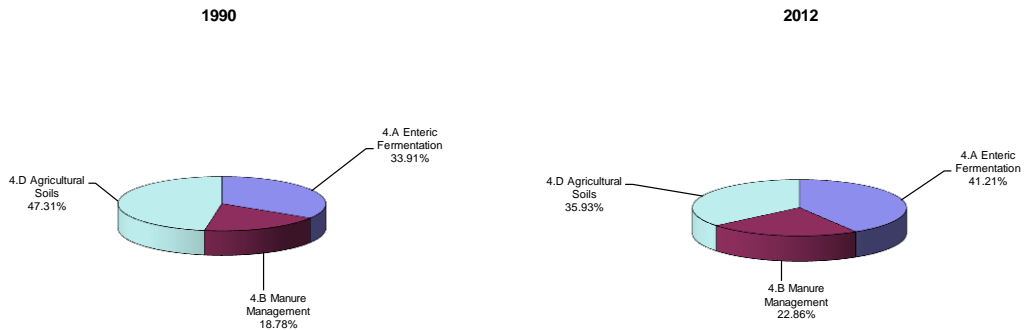 1990
4.A Enteric
Fermentation
33.91%
4.D Agricultural
Soils
47.31%
4.B Manure
Management
18.78%
2012
4.A Enteric
Fermentation
41.21%
4.D Agricultural
Soils
35.93%
4.B Manure
Management
22.86%